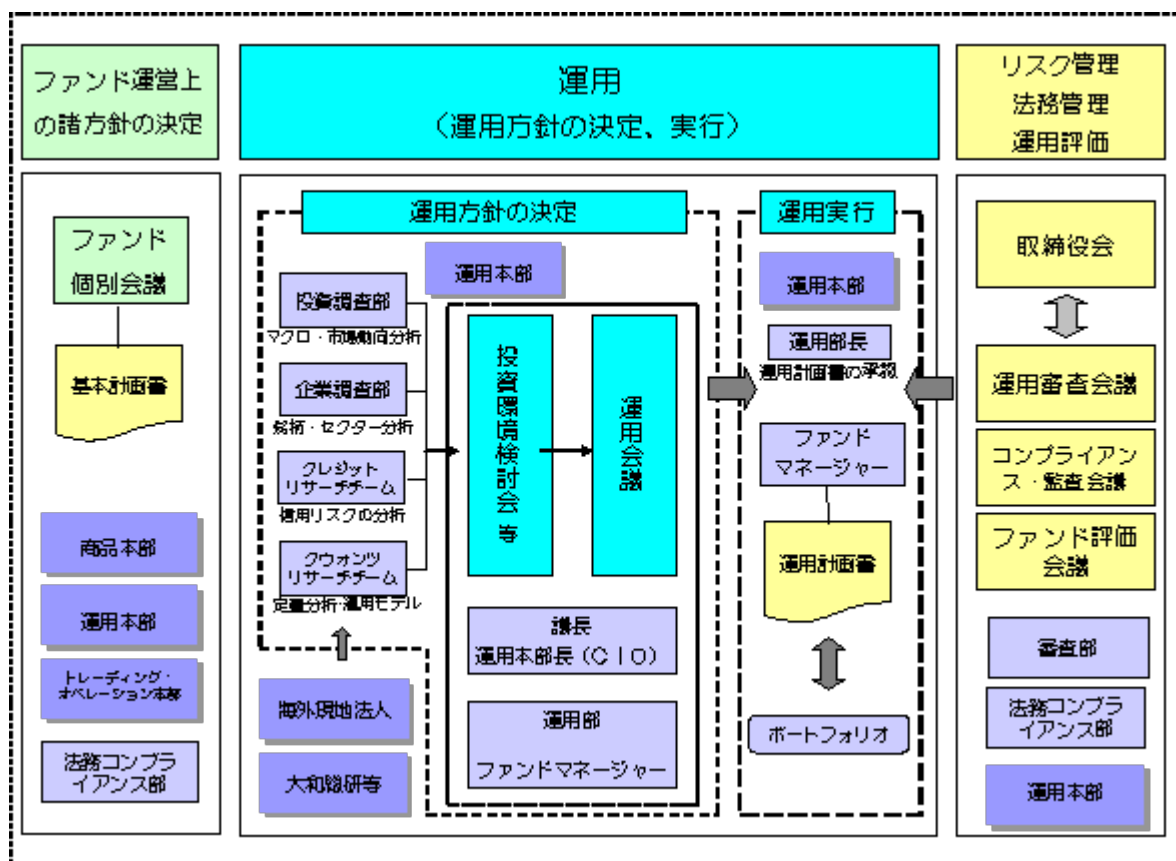 ファンド運営上
の諸方針の決定
運用
(運用方針の決定、実行)
リスク管理
法務管理
運用評価
ファンド
個別会議
基本計画書
商品本部
運用本部
トレーディング・
オペレーション本部
法務コンプラ
イアンス部
運用方針の決定
運用本部
投資調査部
マクロ・市場動向分析
企業調査部
銘柄・セクター分析
クレジット
リサーチチーム
信用リスクの分析
クウォンツ
リサーチチーム
定量分析・運用モデル
海外現地法人
大和総研等
投資環境検討会 等
運用会議
議長
運用本部長(CIO)
運用部
ファンドマネージャー
運用実行
運用本部
運用部長
運用計画書の承認
ファンド
マネージャー
運用計画書
ポートフォリオ
取締役会
運用審査会議
コンプライアン
ス・監査会議
ファンド評価
会議
審査部
法務コンプラ
イアンス部
運用本部